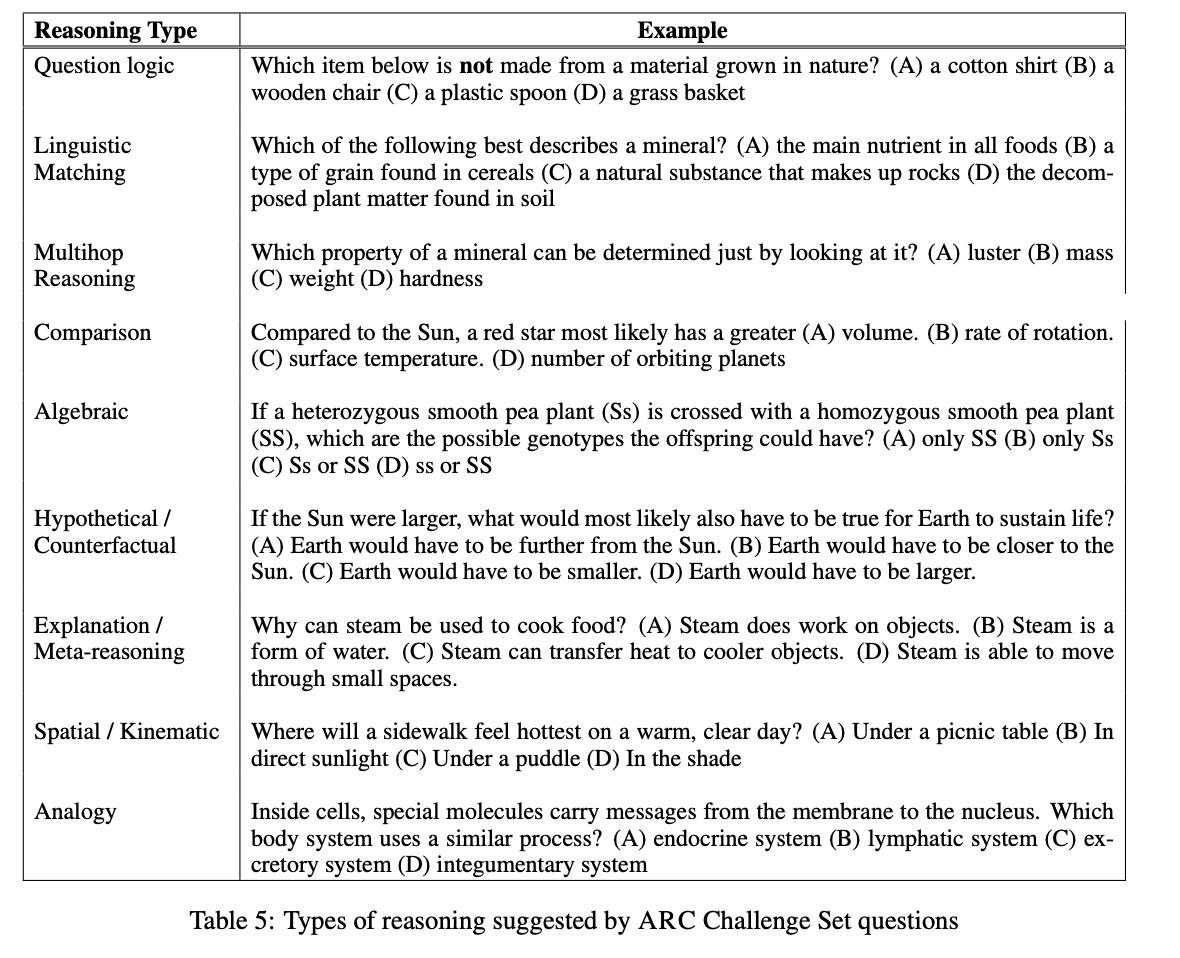 Reasoning Type Example
Question logic Which item below is not made from a material grown in nature? (A) a cotton shirt (B) a
wooden chair (C) a plastic spoon (D) a grass basket
Linguistic Which of the following best describes a mineral? (A) the main nutrient in all foods (B) a
Matching type of grain found in cereals (C) a natural substance that makes up rocks (D) the decom-
posed plant matter found in soil
Multihop Which property of a mineral can be determined just by looking at it? (A) luster (B) mass
Reasoning (C) weight (D) hardness
Comparison Compared to the Sun, a red star most likely has a greater (A) volume. (B) rate of rotation.
(C) surface temperature. (D) number of orbiting planets
Algebraic If a heterozygous smooth pea plant (Ss) is crossed with a homozygous smooth pea plant
(SS), which are the possible genotypes the offspring could have? (A) only SS (B) only Ss
(C) Ss or SS (D) ss or SS
Hypothetical / If the Sun were larger, what would most likely also have to be true for Earth to sustain life?
Counterfactual (A) Earth would have to be further from the Sun. (B) Earth would have to be closer to the
Sun. (C) Earth would have to be smaller. (D) Earth would have to be larger.
Explanation / Why can steam be used to cook food? (A) Steam does work on objects. (B) Steam is a
Meta-reasoning form of water. (C) Steam can transfer heat to cooler objects. (D) Steam is able to move
through small spaces.
Spatial / Kinematic Where will a sidewalk feel hottest on a warm, clear day? (A) Under a picnic table (B) In
direct sunlight (C) Under a puddle (D) In the shade
Analogy Inside cells, special molecules carry messages from the membrane to the nucleus. Which
body system uses a similar process? (A) endocrine system (B) lymphatic system (C) ex-
cretory system (D) integumentary system
Table 5: Types of reasoning suggested by ARC Challenge Set questions